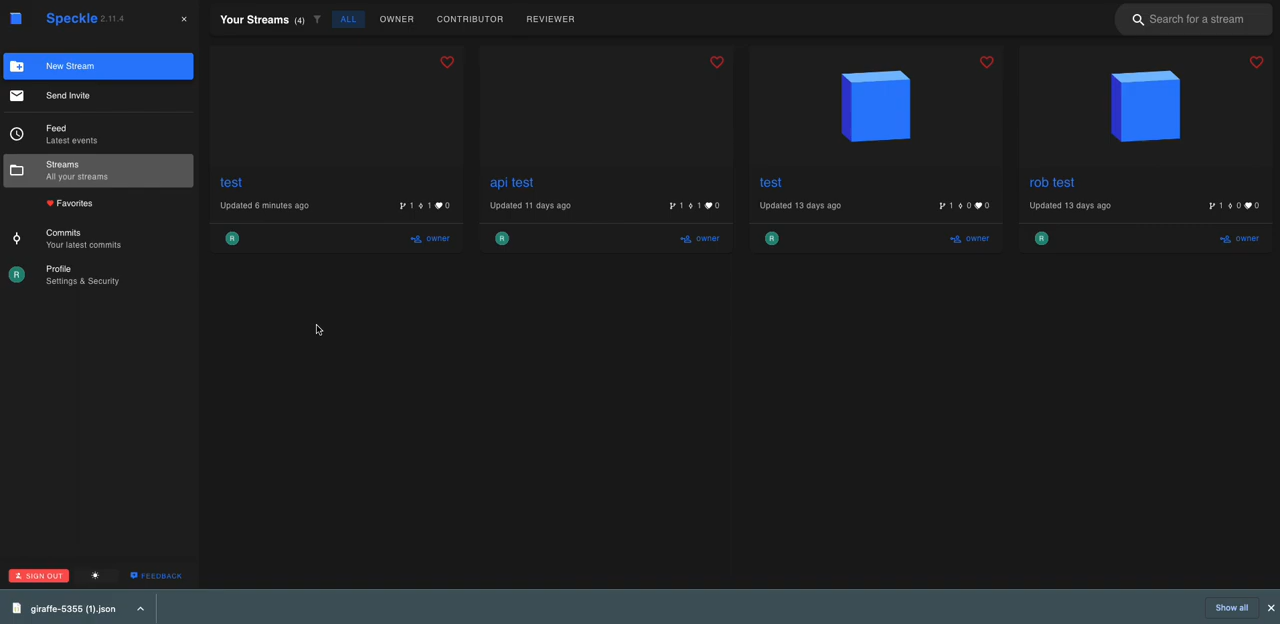 Speckle 2.11.4
×
New Stream
Send Invite
Feed
Latest events
Streams
All your streams
Favorites
Commits
Your latest commits
R
Profile
Settings & Security
SIGN OUT
FEEDBACK
Your Streams (4)
ALL
OWNER
CONTRIBUTOR
REVIEWER
Search for a stream
test
Updated 6 minutes ago
1 1 0
R
owner
api test
Updated 11 days ago
1 1 0
R
owner
test
Updated 13 days ago
1 0 0
R
owner
rob test
Updated 13 days ago
1 0 0
R
owner
giraffe-5355 (1).json
Show all